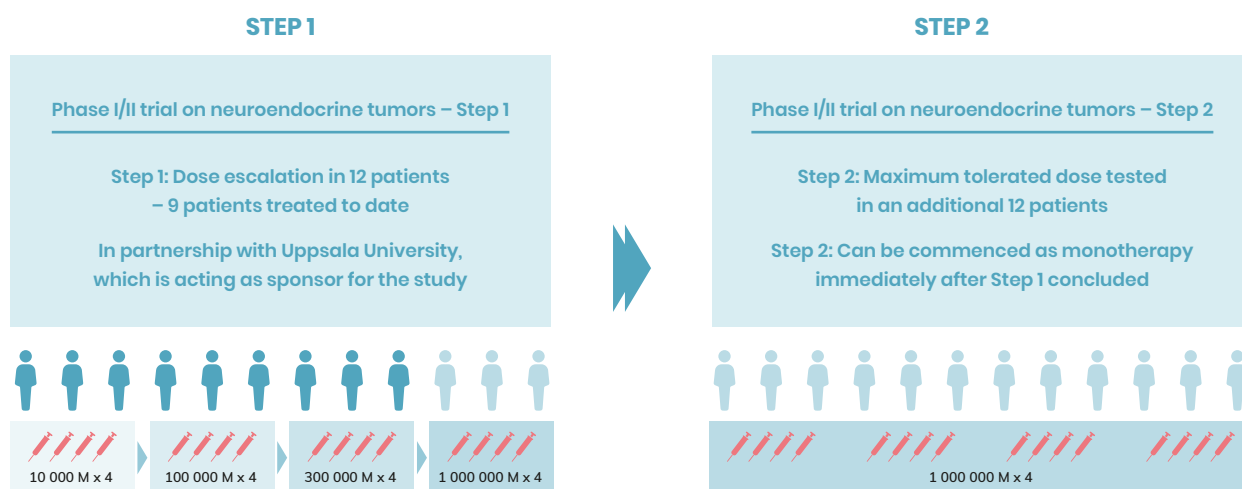 STEP 1
Phase I/II trial on neuroendocrine tumors – Step 1
Step 1: Dose escalation in 12 patients
– 9 patients treated to date
In partnership with Uppsala University,
which is acting as sponsor for the study
10 000 M x 4
100 000 M x 4
300 000 M x 4
1 000 000 M x 4
STEP 2
Phase I/II trial on neuroendocrine tumors – Step 2
Step 2: Maximum tolerated dose tested
in an additional 12 patients
Step 2: Can be commenced as monotherapy
immediately after Step 1 concluded
1 000 000 M x 4